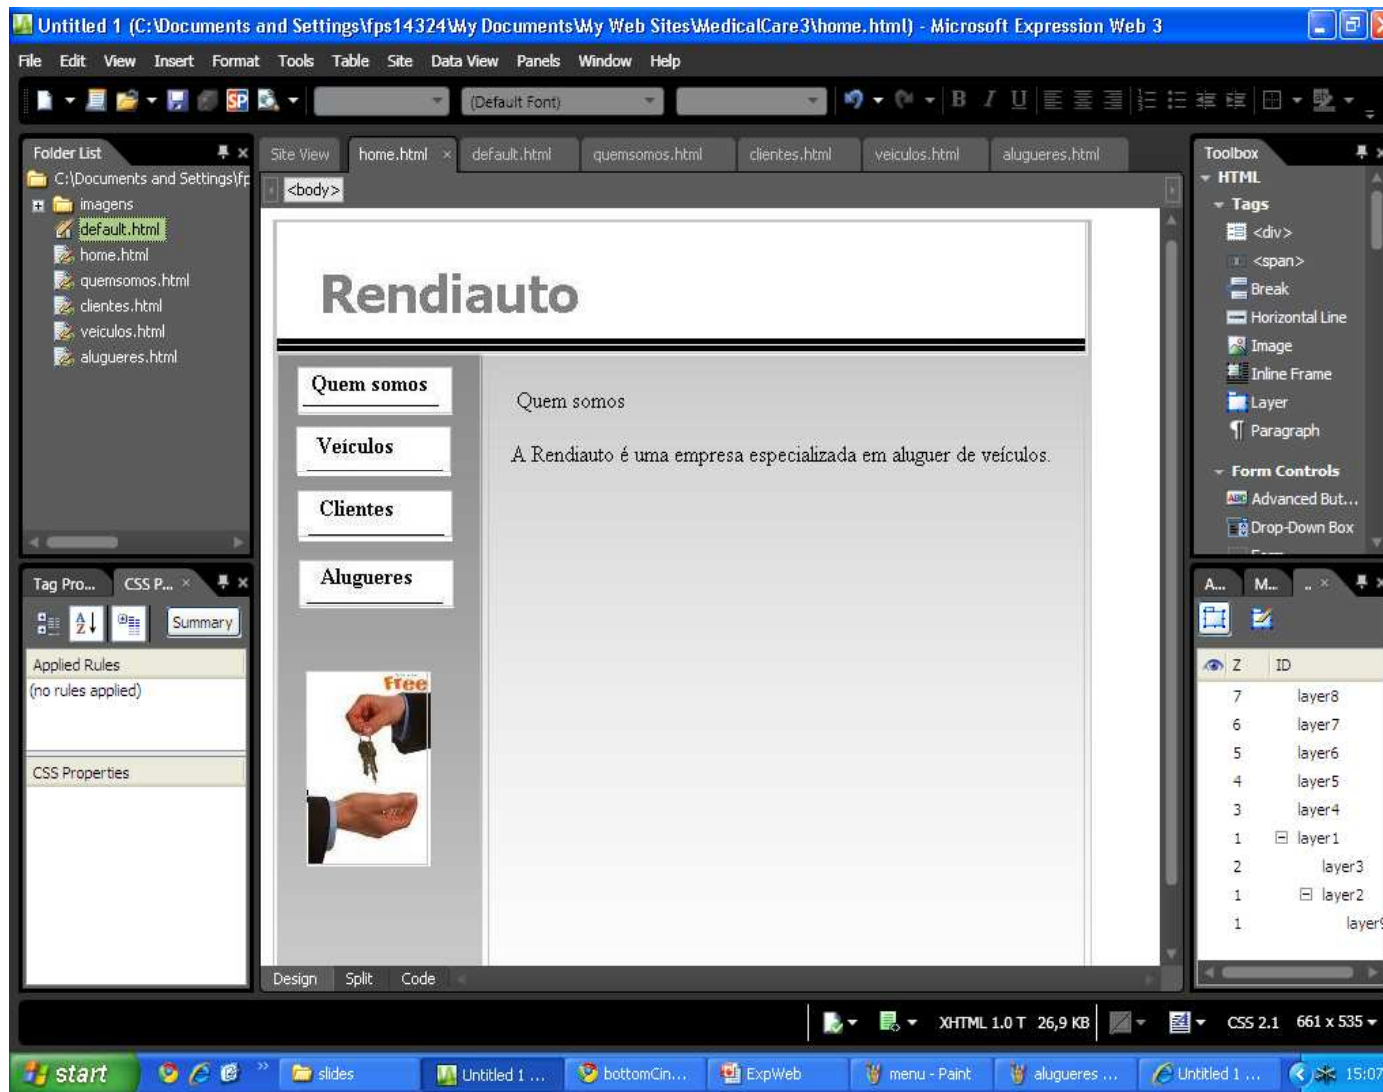 Untitled 1 (C:\Documents and Settings\fps14324\My Documents\My Web Sites\MedicalCare3\home.html) - Microsoft Expression Web 3
File Edit View Insert Format Tools Table Site Data View Panels Window Help
(Default Font)
Folder List
C:\Documents and Settings\fp
imagens
default.html
home.html
quemsomos.html
clientes.html
veiculos.html
alugueres.html
Site View home.html × default.html quemsomos.html clientes.html veiculos.html alugueres.html
<body>
Rendiauto
Quem somos
Veículos
Clientes
Alugueres
Free
Quem somos
A Rendiauto é uma empresa especializada em aluguer de veículos.
Design Split Code
Toolbox
HTML
Tags
<div>
<span>
Break
Horizontal Line
Image
Inline Frame
Layer
Paragraph
Form Controls
Advanced But...
Drop-Down Box
Tag Pro... CSS P... ×
Summary
Applied Rules
(no rules applied)
CSS Properties
A... M... ..
Z ID
7 layer8
6 layer7
5 layer6
4 layer5
3 layer4
1 layer1
2 layer3
1 layer2
1 layer9
XHTML 1.0 T 26,9 KB CSS 2.1 661 x 535
start slides Untitled 1 ... bottomCin... ExpWeb menu - Paint alugueres ... Untitled 1 ... 15:07